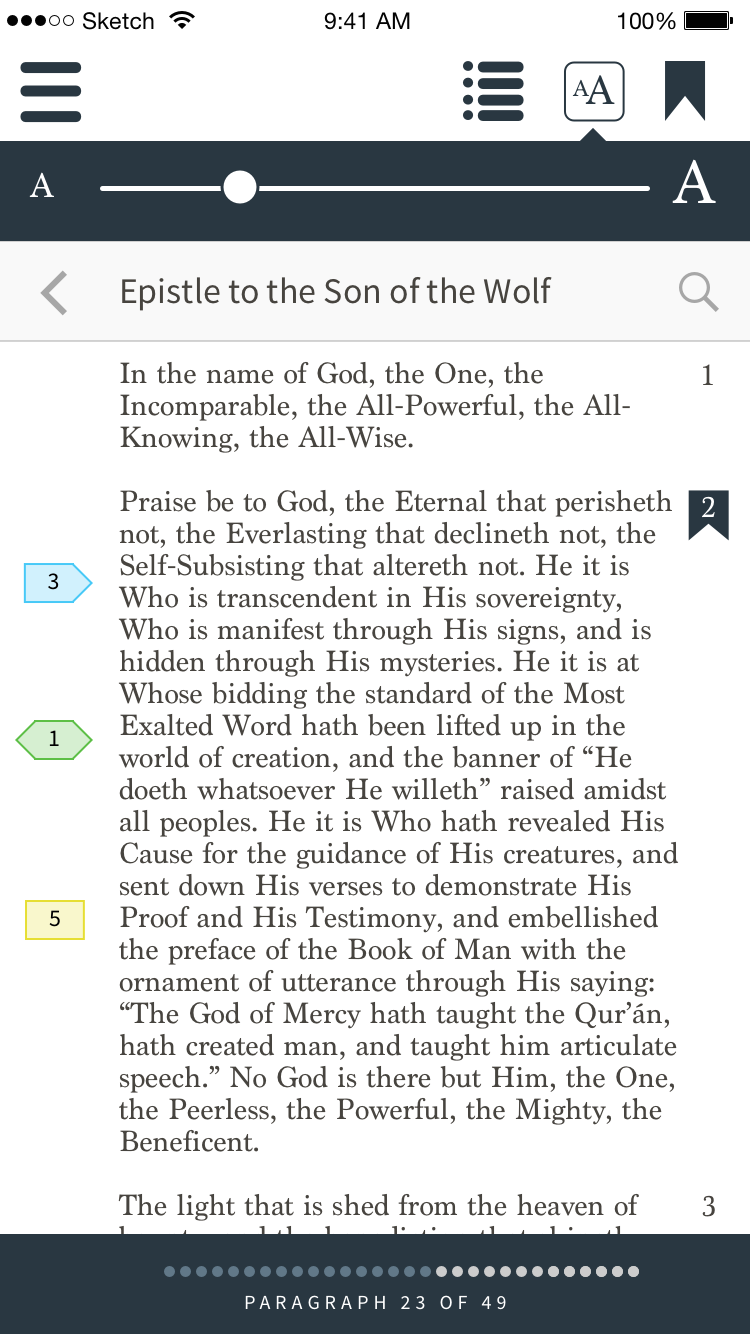 Sketch 9:41 AM 100%
AA
A A
Epistle to the Son of the Wolf
In the name of God, the One, the 1
Incomparable, the All-Powerful, the All-
Knowing, the All-Wise.
Praise be to God, the Eternal that perisheth 2
not, the Everlasting that declineth not, the
Self-Subsisting that altereth not. He it is
3
Who is transcendent in His sovereignty,
Who is manifest through His signs, and is
hidden through His mysteries. He it is at
Whose bidding the standard of the Most
Exalted Word hath been lifted up in the
1
world of creation, and the banner of “He
doeth whatsoever He willeth” raised amidst
all peoples. He it is Who hath revealed His
Cause for the guidance of His creatures, and
sent down His verses to demonstrate His
5
Proof and His Testimony, and embellished
the preface of the Book of Man with the
ornament of utterance through His saying:
“The God of Mercy hath taught the Qur’án,
hath created man, and taught him articulate
speech.” No God is there but Him, the One,
the Peerless, the Powerful, the Mighty, the
Beneficent.
The light that is shed from the heaven of 3
PARAGRAPH 23 OF 49